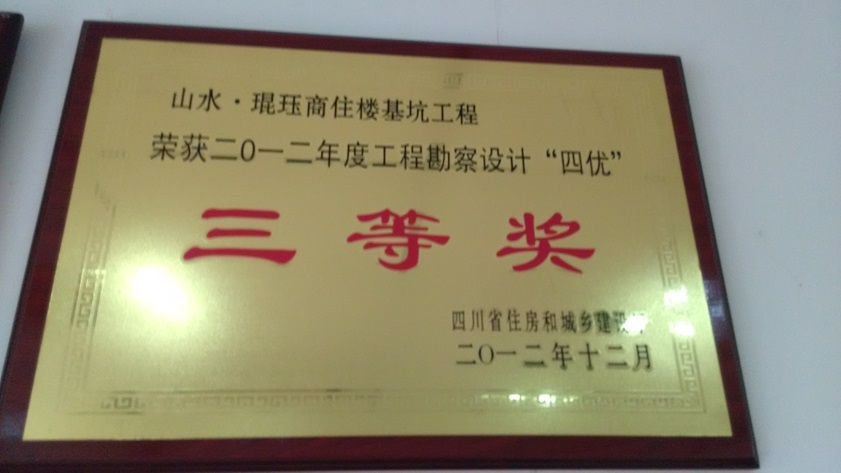 山水·琨珏商住楼基坑工程
荣获二〇一二年度工程勘察设计“四优”
三等奖
四川省住房和城乡建设
二〇一二年十二月